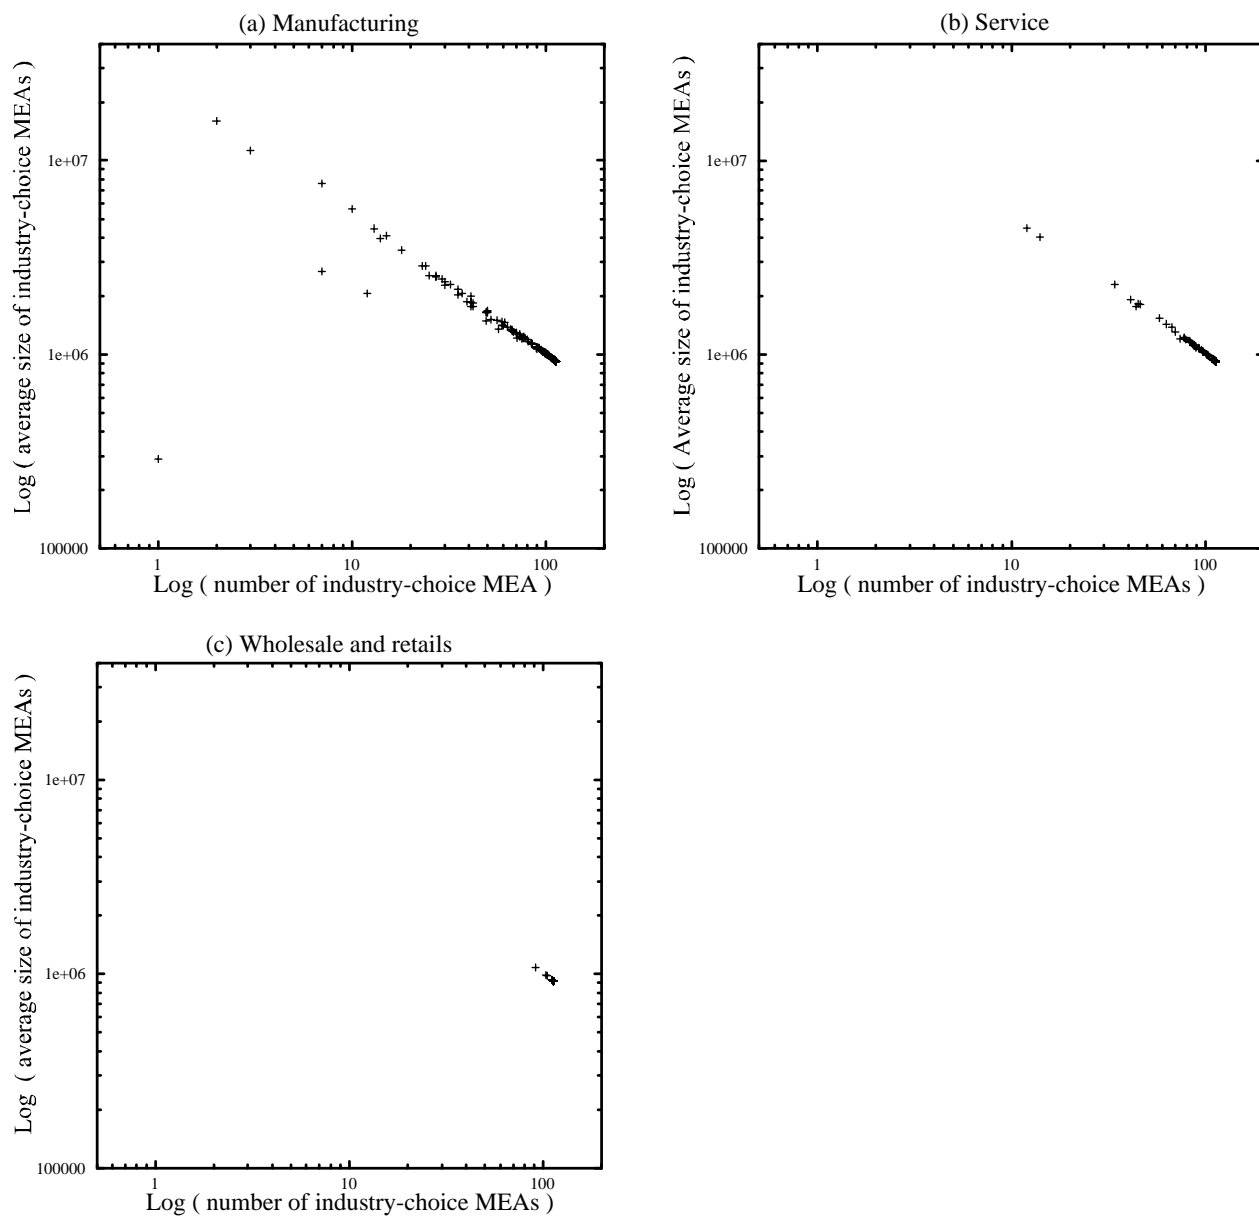 (a) Manufacturing
Log ( average size of industry-choice MEAs )
1e+07
1e+06
100000
1 10 100
Log ( number of industry-choice MEA )
(b) Service
Log ( Average size of industry-choice MEAs )
1e+07
1e+06
100000
1 10 100
Log ( number of industry-choice MEAs )
(c) Wholesale and retails
Log ( average size of industry-choice MEAs )
1e+07
1e+06
100000
1 10 100
Log ( number of industry-choice MEAs )